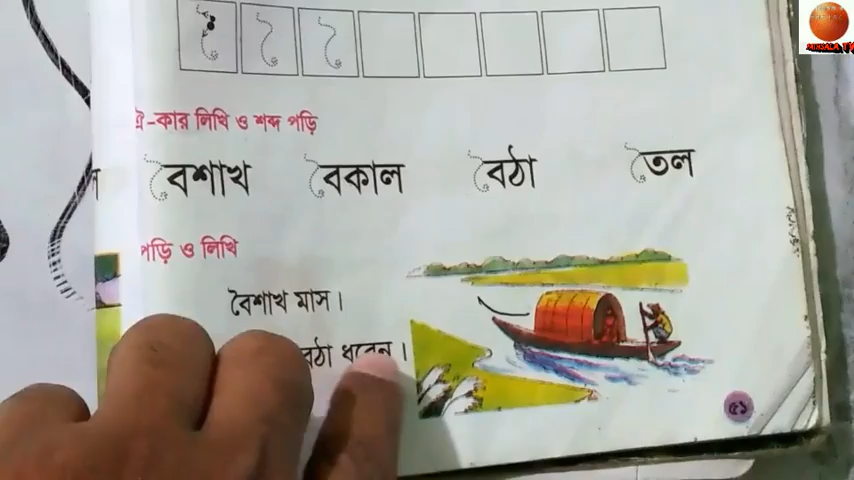 ঐ-কার লিখি ও শব্দ পড়ি
বৈশাখ বৈকাল বৈঠা তৈল
পড়ি ও লিখি
বৈশাখ মাস।
বৈঠা ধরেন।
৫১